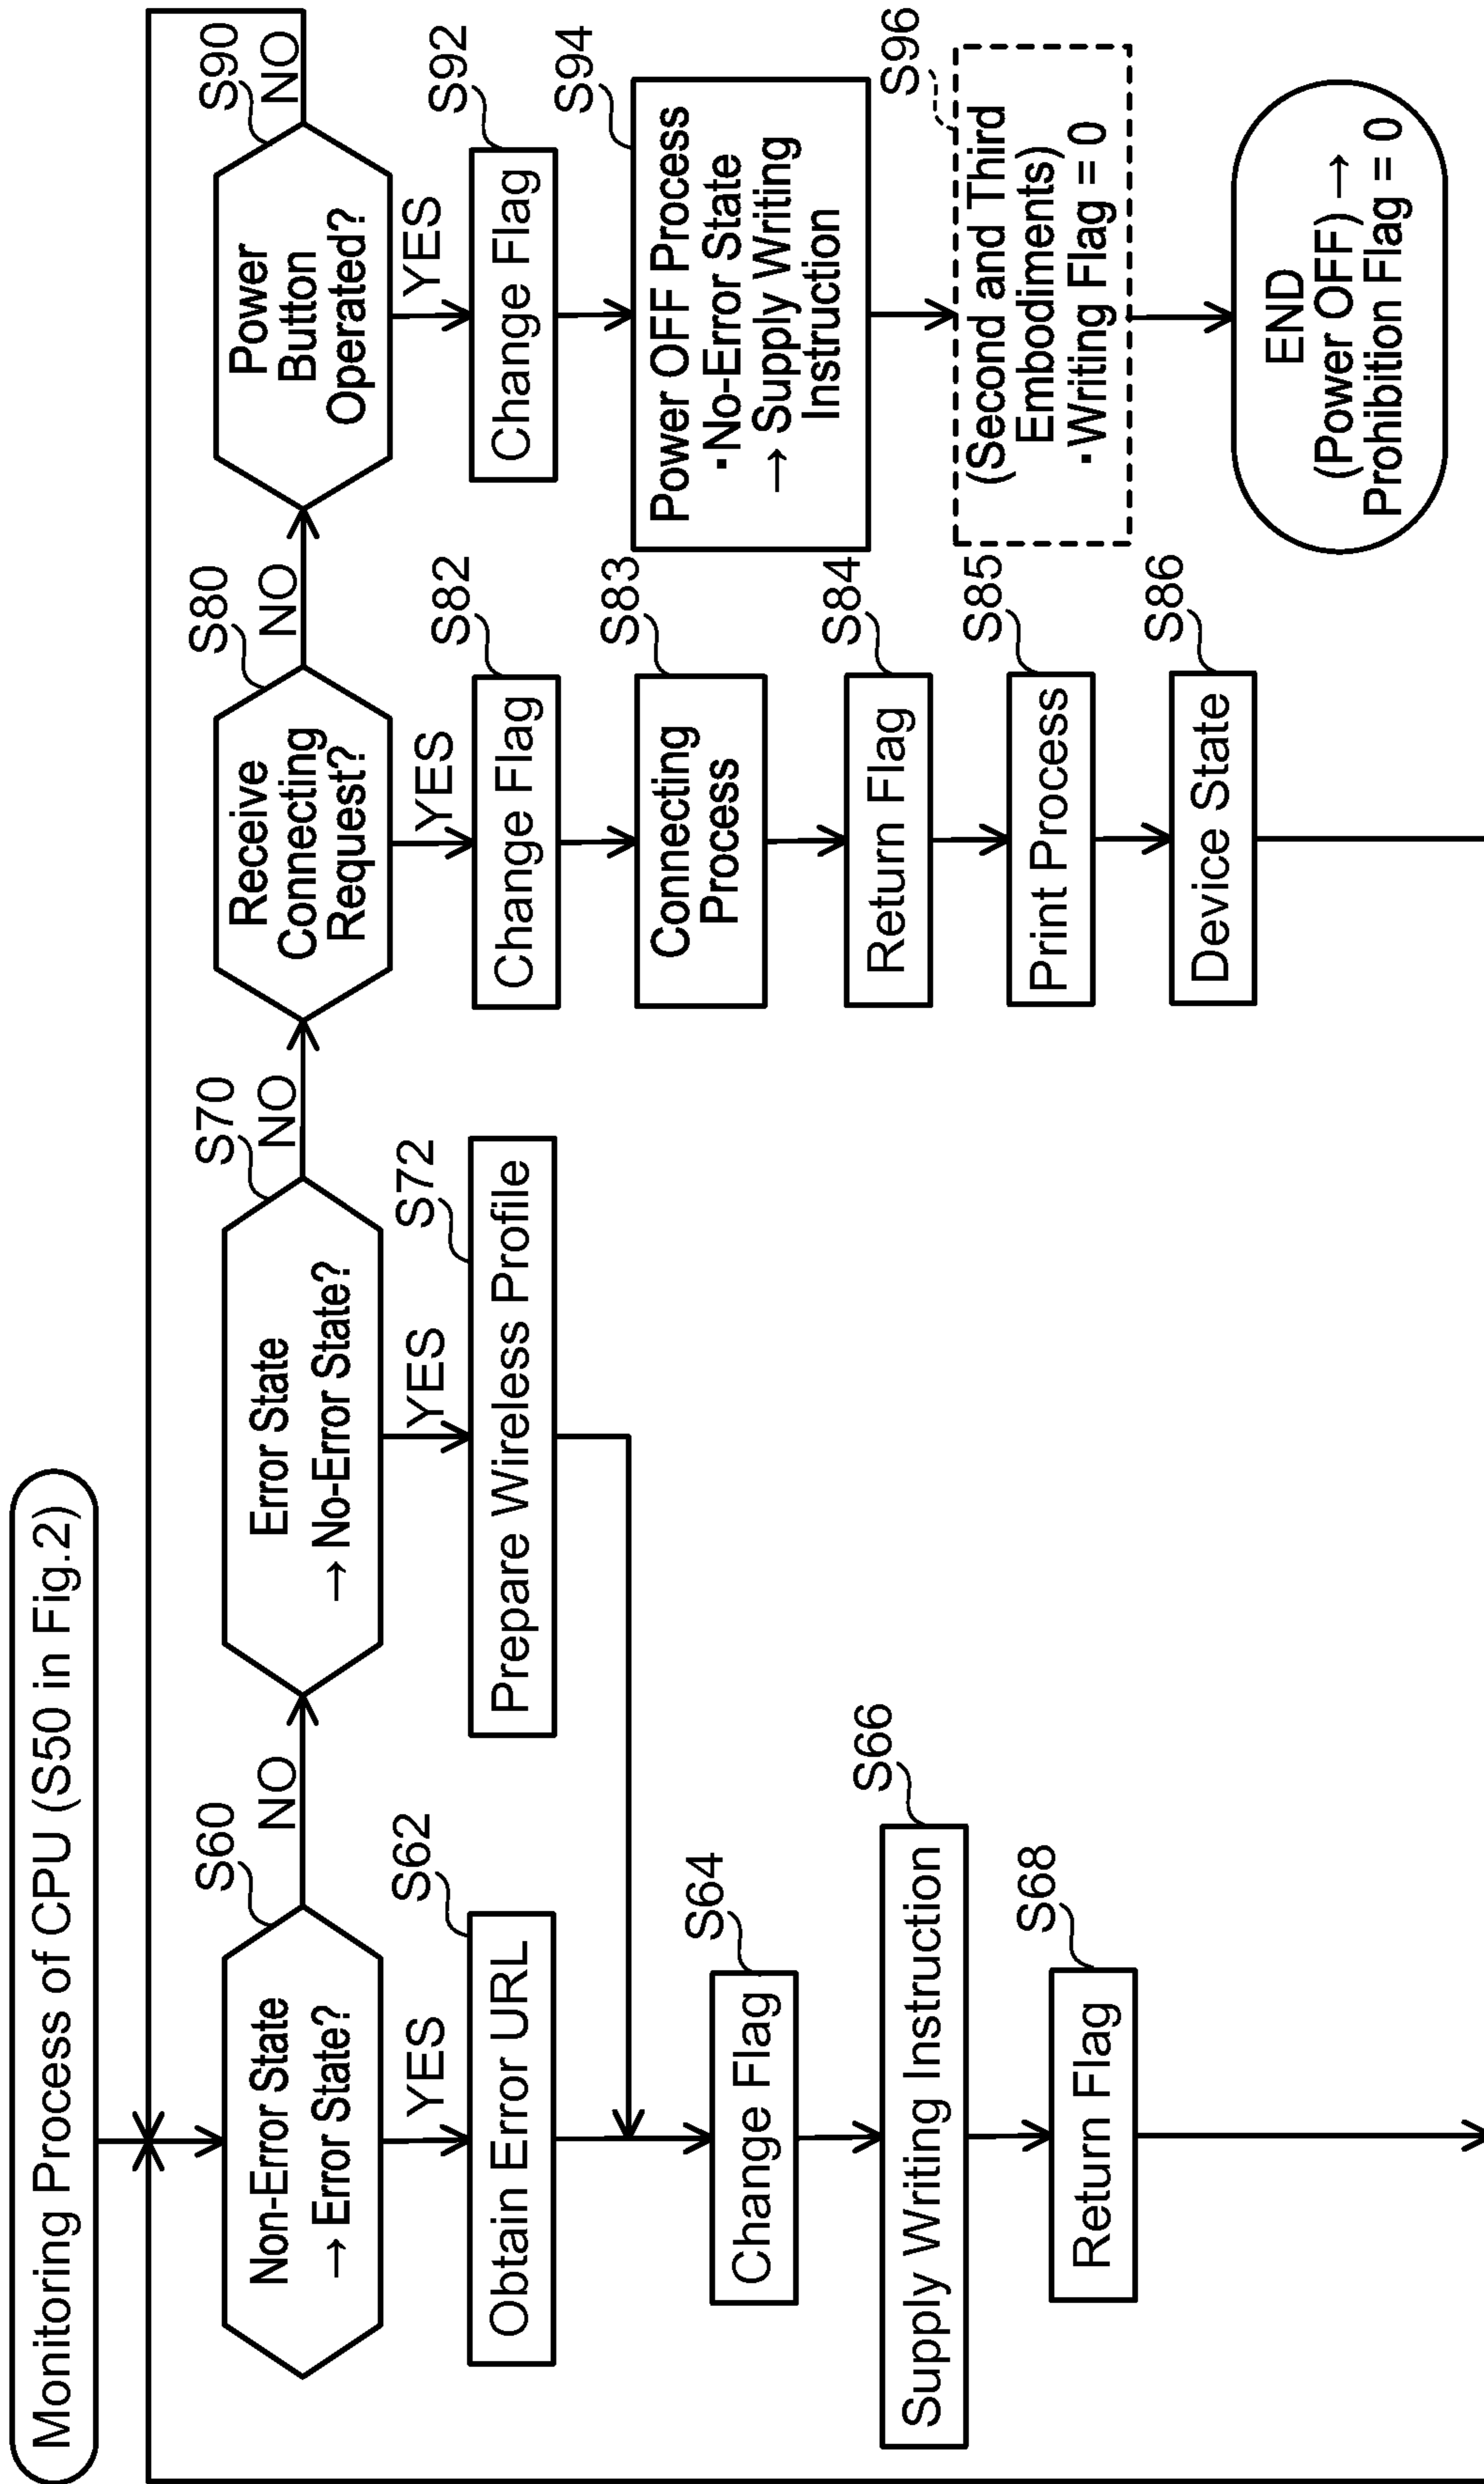 Monitoring Process of CPU (S50 in Fig.2)
S60
Non-Error State
→ Error State?
NO
YES
S62
Obtain Error URL
S64
Change Flag
S66
Supply Writing Instruction
S68
Return Flag
S70
Error State
→ No-Error State?
NO
YES
S72
Prepare Wireless Profile
S80
Receive
Connecting
Request?
NO
YES
S82
Change Flag
S83
Connecting
Process
S84
Return Flag
S85
Print Process
S86
Device State
S90
Power
Button
Operated?
NO
YES
S92
Change Flag
S94
Power OFF Process
・No-Error State
→ Supply Writing
Instruction
S96
(Second and Third
Embodiments)
・Writing Flag = 0
END
(Power OFF) →
Prohibition Flag = 0